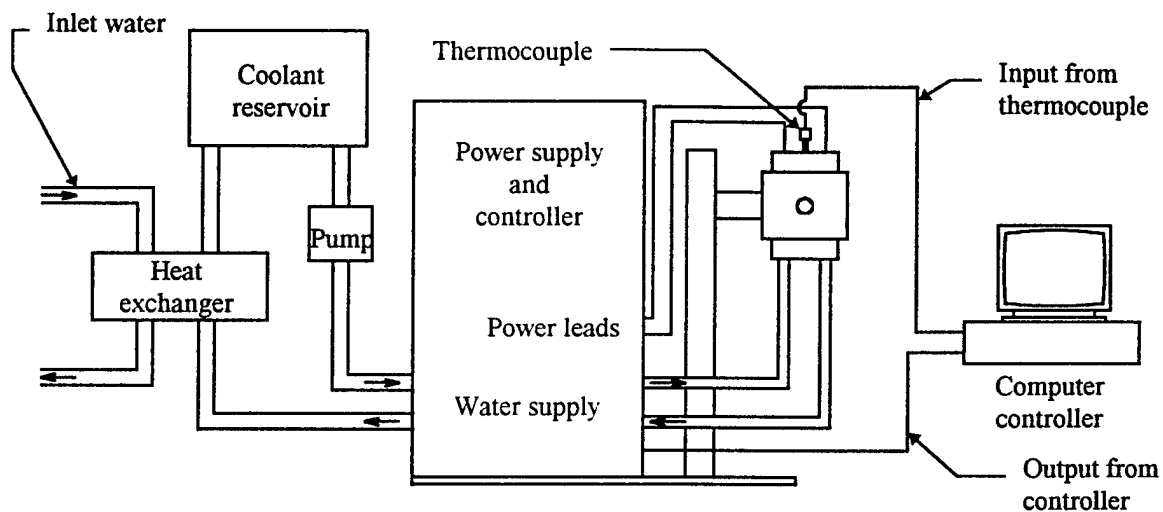 Inlet water
Coolant
reservoir
Thermocouple
Input from
thermocouple
Power supply
and
controller
Pump
Heat
exchanger
Power leads
Water supply
Computer
controller
Output from
controller